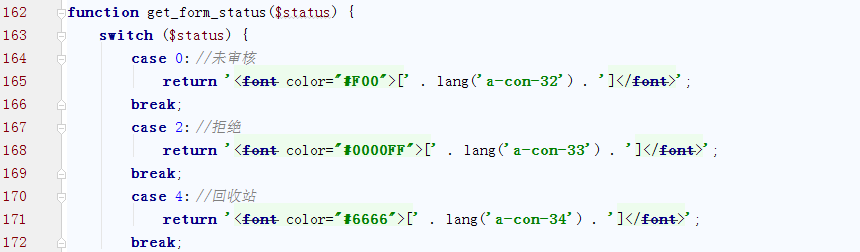 162 function get_form_status($status) {
163 switch ($status) {
164 case 0: //未审核
165 return '<font color="#F00">[' . lang('a-con-32') . ']</font>';
166 break;
167 case 2: //拒绝
168 return '<font color="#0000FF">[' . lang('a-con-33') . ']</font>';
169 break;
170 case 4: //回收站
171 return '<font color="#6666">[' . lang('a-con-34') . ']</font>';
172 break;